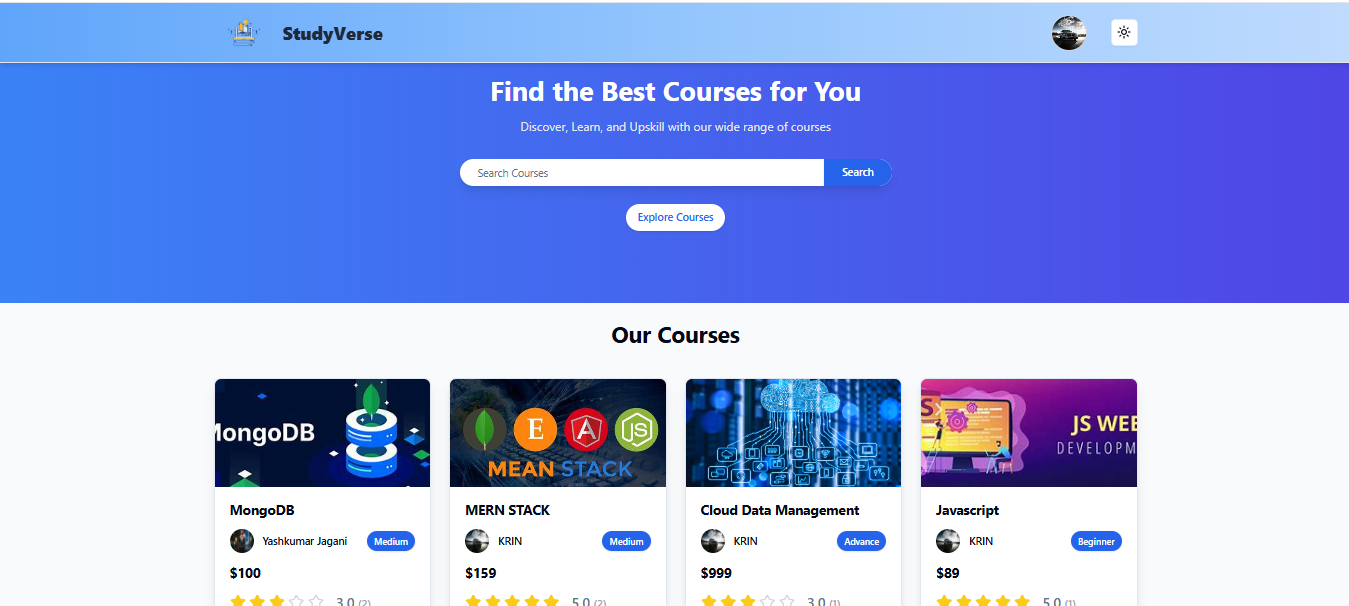 StudyVerse
Find the Best Courses for You
Discover, Learn, and Upskill with our wide range of courses
Search Courses
Search
Explore Courses
Our Courses
MongoDB
E
A
JS
MEAN STACK
S
JS WEB
DEVELOPM
MongoDB
MERN STACK
Cloud Data Management
Javascript
Yashkumar Jagani Medium
KRIN Medium
KRIN Advance
KRIN Beginner
$100
$159
$999
$89
3.0 (2)
5.0 (2)
3.0 (1)
5.0 (1)